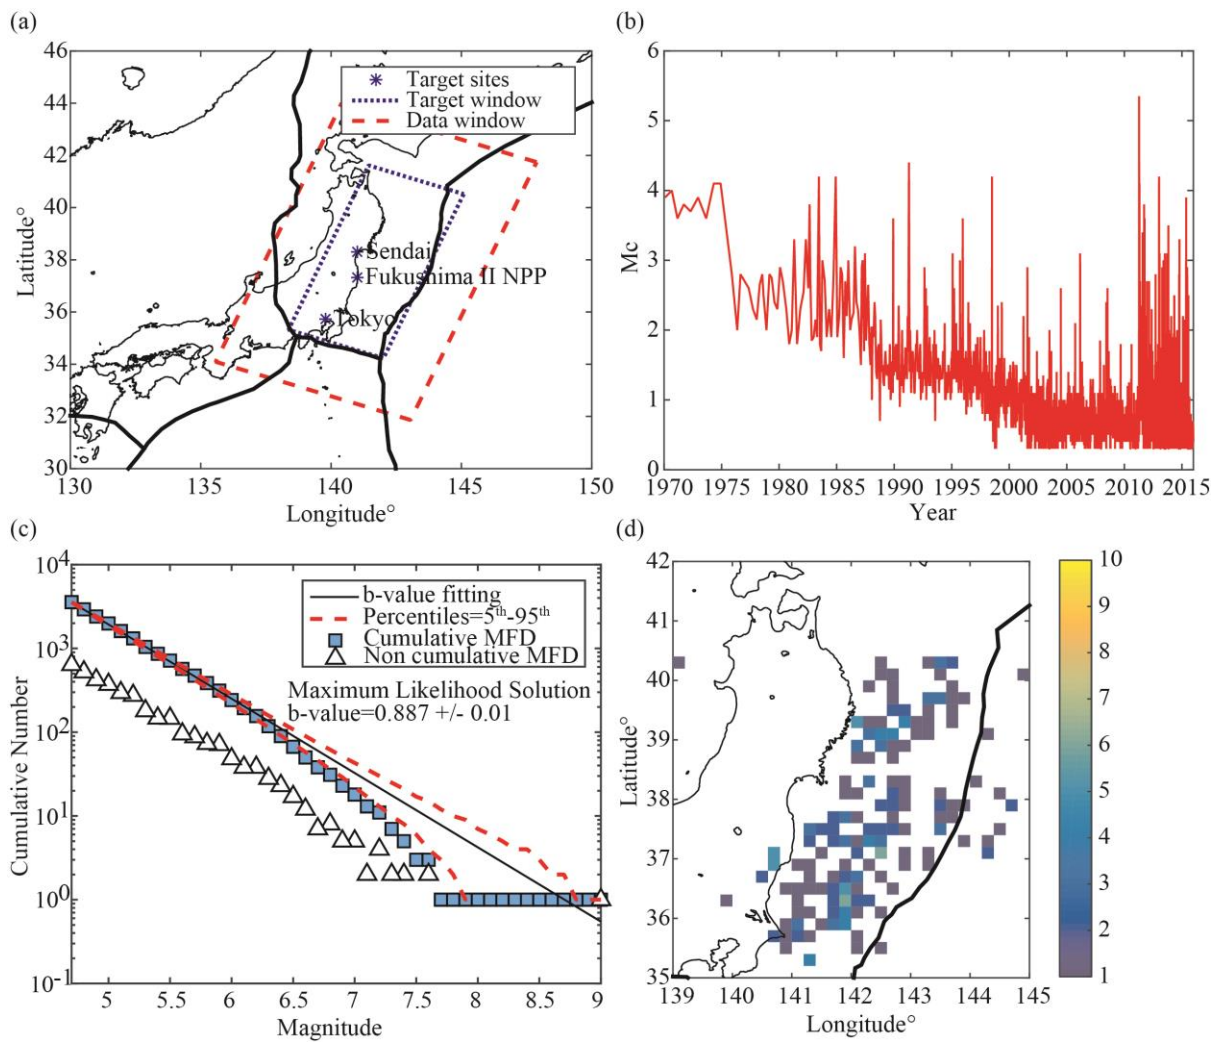 (a)
46
44
42
40
38
36
34
32
30
130
135
140
145
150
Latitude°
Longitude°
Target sites
Target window
Data window
Sendai
Fukushima II NPP
Tokyo
(b)
6
5
4
3
2
1
0
Mc
1970 1975 1980 1985 1990 1995 2000 2005 2010 2015
Year
(c)
10^4
10^3
10^2
10^1
10^0
10^-1
Cumulative Number
5 5.5 6 6.5 7 7.5 8 8.5 9
Magnitude
b-value fitting
Percentiles=5th-95th
Cumulative MFD
Non cumulative MFD
Maximum Likelihood Solution
b-value=0.887 +/- 0.01
(d)
42
41
40
39
38
37
36
35
Latitude°
139 140 141 142 143 144 145
Longitude°
10
9
8
7
6
5
4
3
2
1